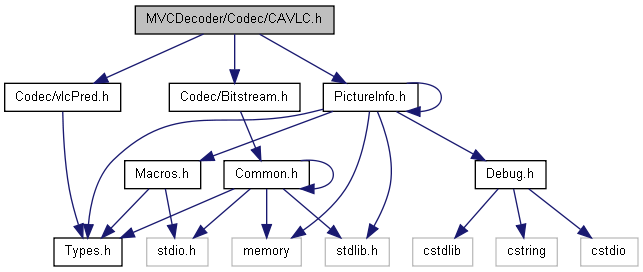 MVCDecoder/Codec/CAVLC.h
Codec/vlcPred.h
Codec/Bitstream.h
PictureInfo.h
Macros.h
Common.h
Debug.h
Types.h
stdio.h
memory
stdlib.h
cstdlib
cstring
cstdio